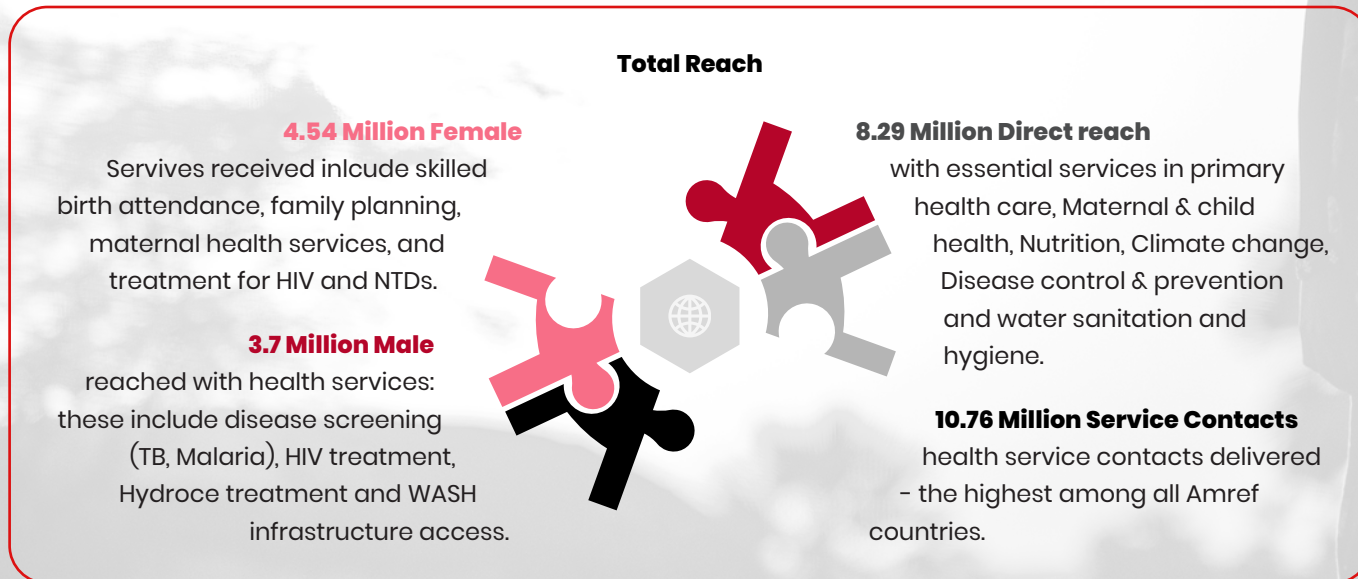 Total Reach
4.54 Million Female
Servives received inlcude skilled
birth attendance, family planning,
maternal health services, and
treatment for HIV and NTDs.
3.7 Million Male
reached with health services:
these include disease screening
(TB, Malaria), HIV treatment,
Hydroce treatment and WASH
infrastructure access.
8.29 Million Direct reach
with essential services in primary
health care, Maternal & child
health, Nutrition, Climate change,
Disease control & prevention
and water sanitation and
hygiene.
10.76 Million Service Contacts
health service contacts delivered
- the highest among all Amref
countries.